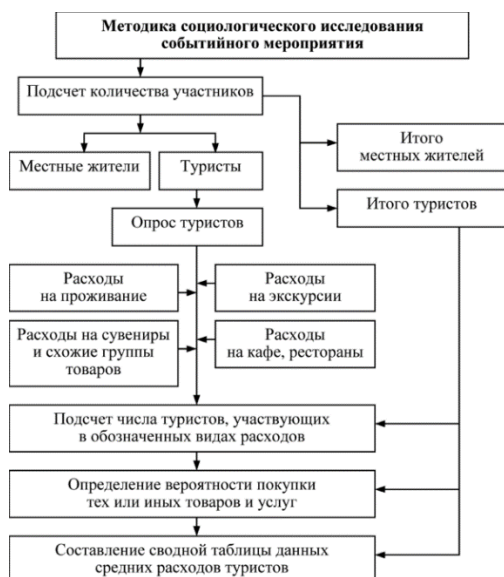 Методика социологического исследования
событийного мероприятия
Подсчет количества участников
Местные жители
Туристы
Итого
местных жителей
Итого туристов
Опрос туристов
Расходы
на проживание
Расходы
на экскурсии
Расходы на сувениры
и схожие группы
товаров
Расходы
на кафе, рестораны
Подсчет числа туристов, участвующих
в обозначенных видах расходов
Определение вероятности покупки
тех или иных товаров и услуг
Составление сводной таблицы данных
средних расходов туристов